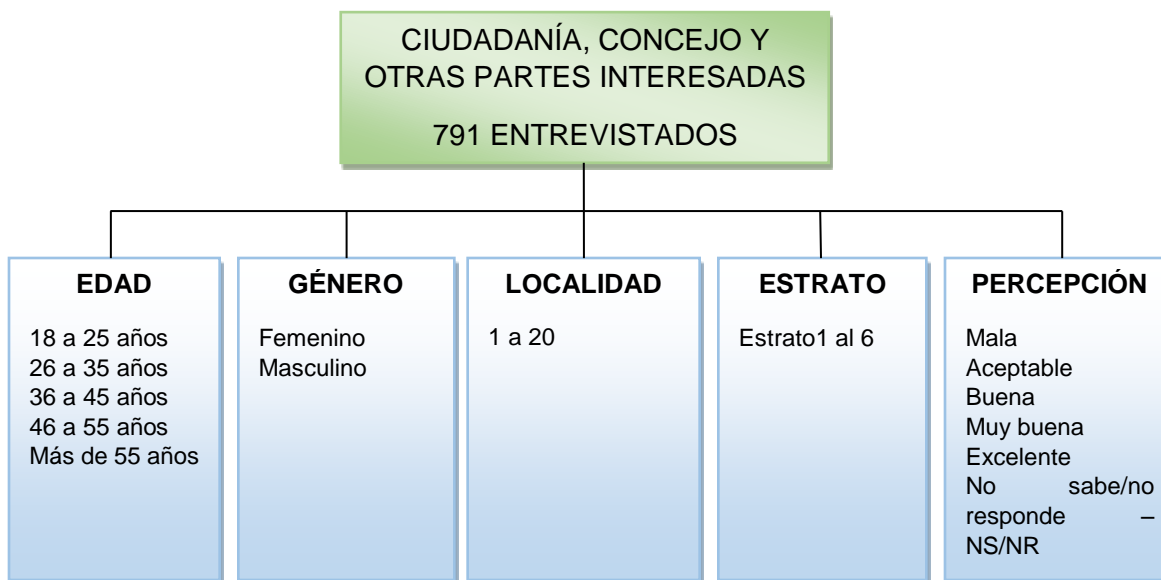 CIUDADANÍA, CONCEJO Y
OTRAS PARTES INTERESADAS
791 ENTREVISTADOS
EDAD
18 a 25 años
26 a 35 años
36 a 45 años
46 a 55 años
Más de 55 años
GÉNERO
Femenino
Masculino
LOCALIDAD
1 a 20
ESTRATO
Estrato1 al 6
PERCEPCIÓN
Mala
Aceptable
Buena
Muy buena
Excelente
No sabe/no
responde –
NS/NR